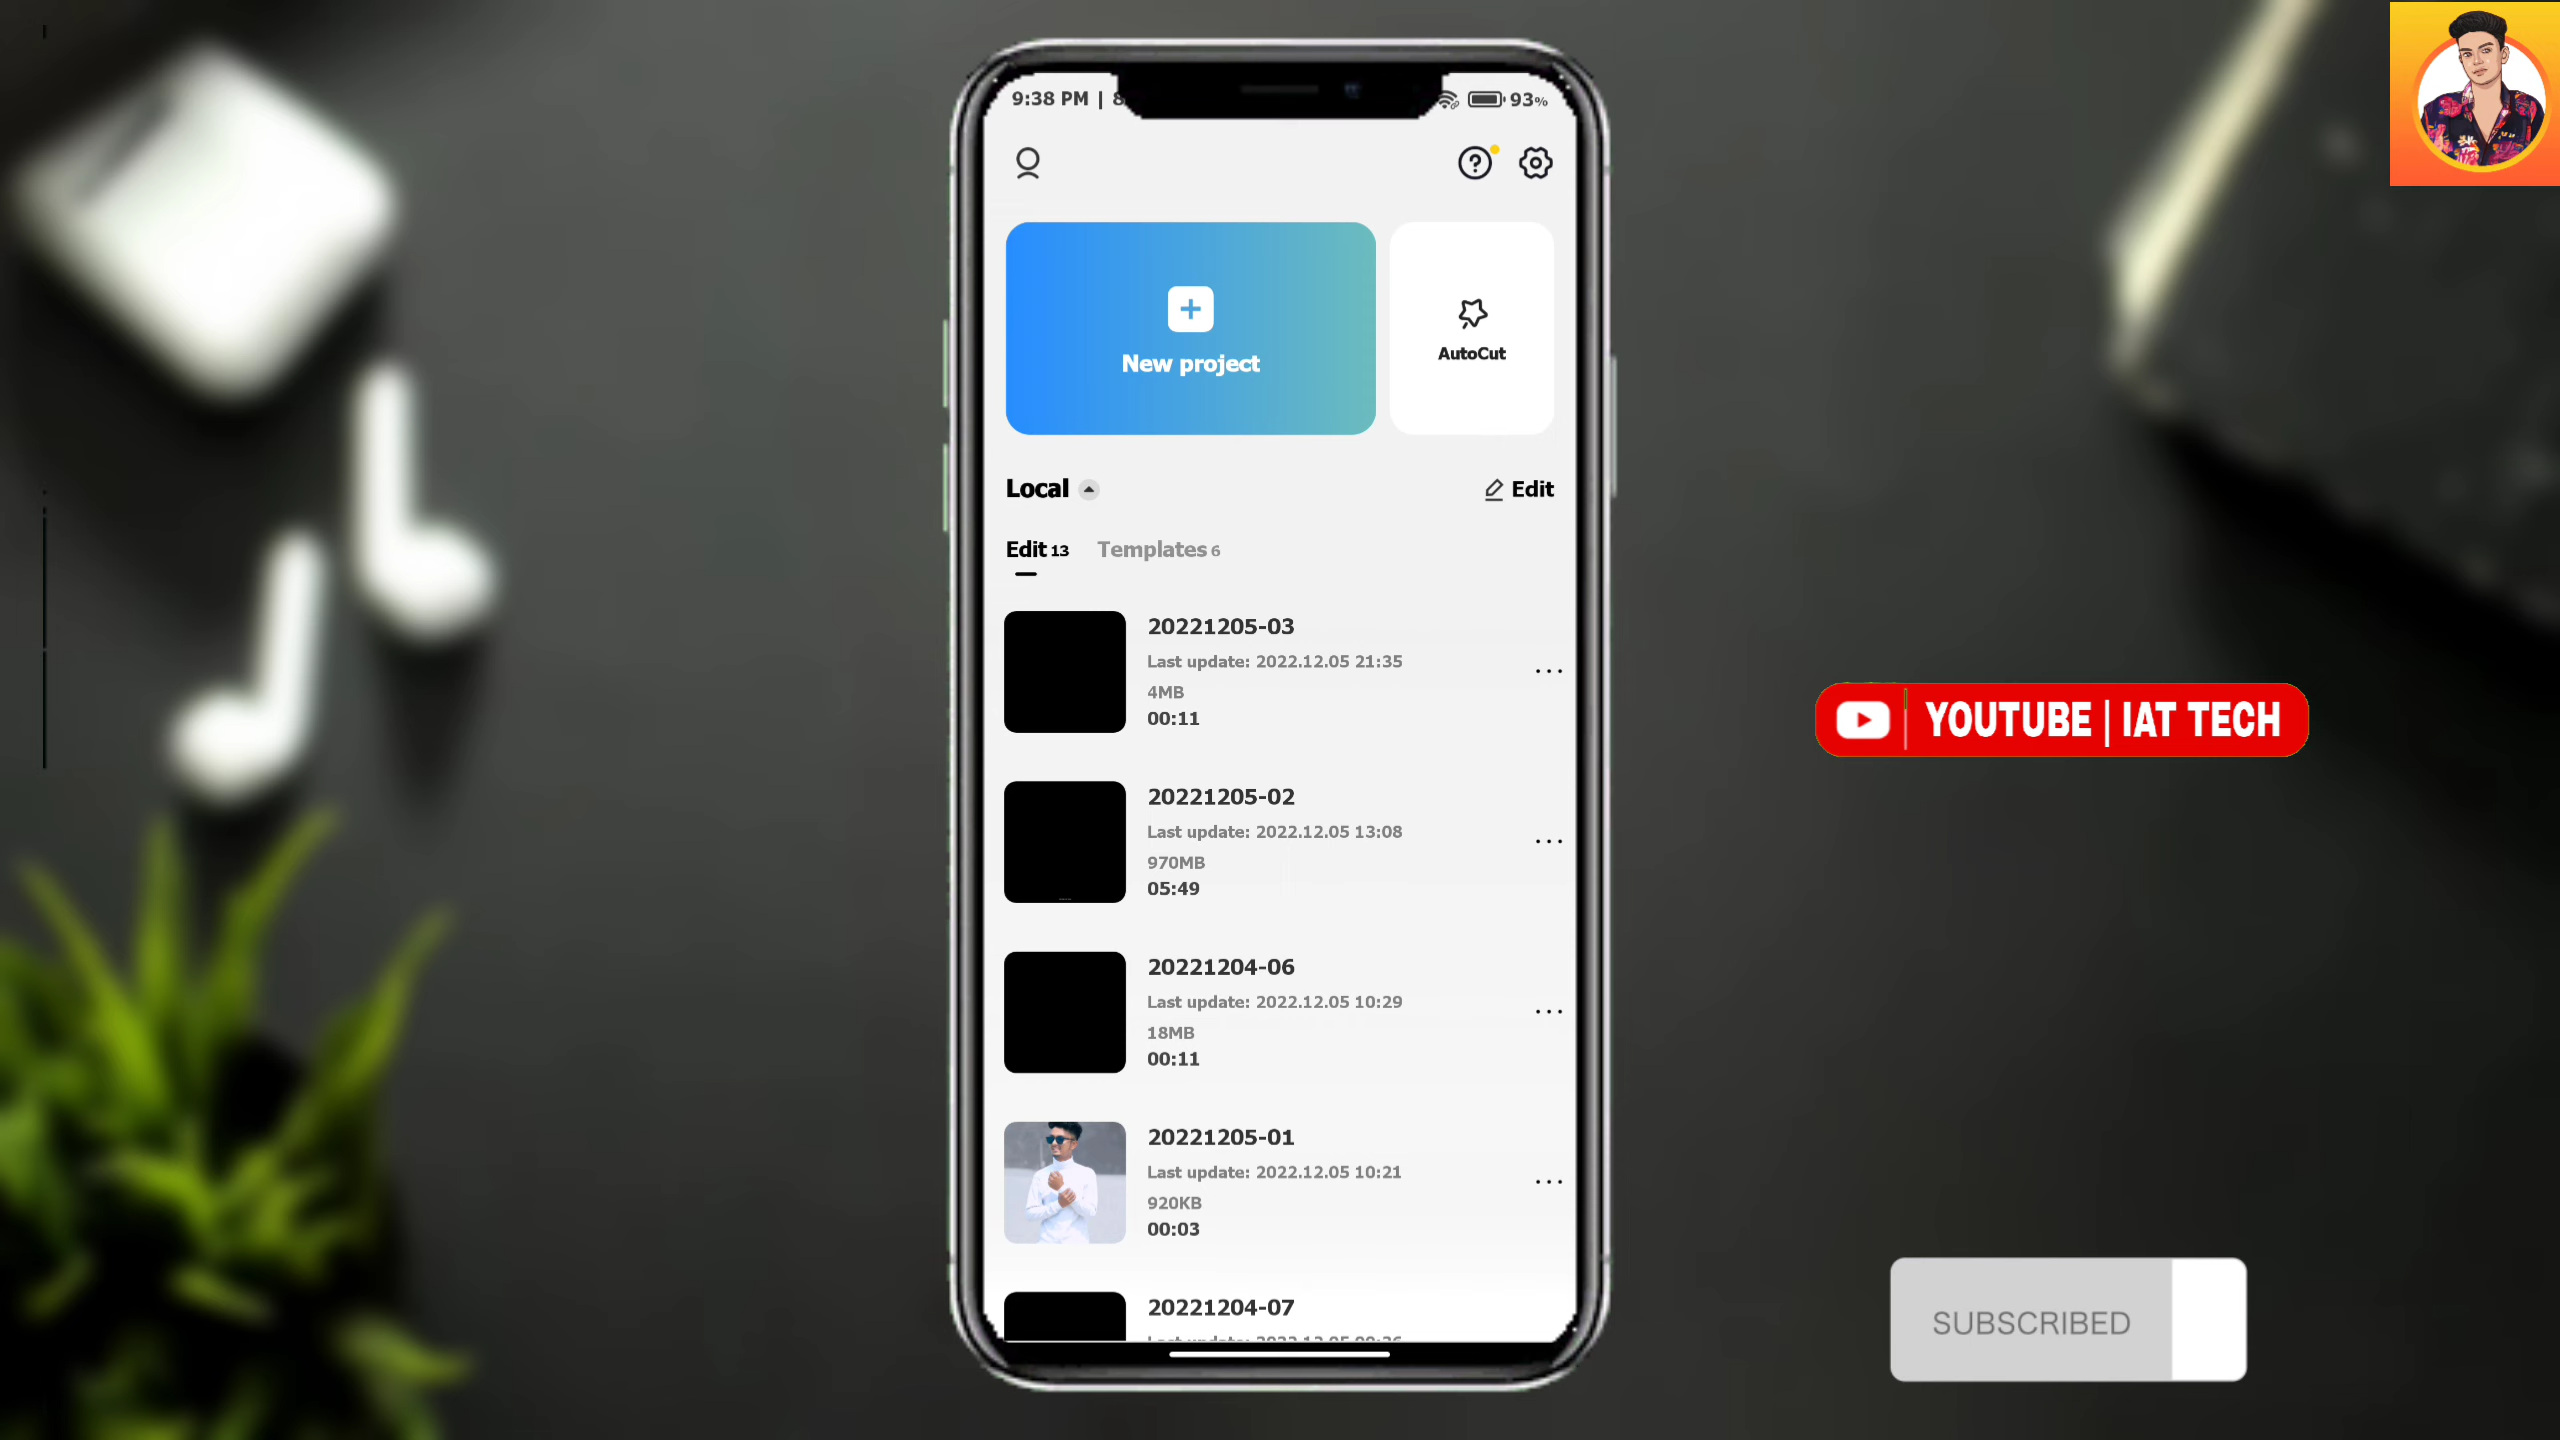 9:38 PM |
93%
New project
AutoCut
Local
Edit
Edit 13
Templates 6
20221205-03
Last update: 2022.12.05 21:35
4MB
00:11
20221205-02
Last update: 2022.12.05 13:08
970MB
05:49
20221204-06
Last update: 2022.12.05 10:29
18MB
00:11
20221205-01
Last update: 2022.12.05 10:21
920KB
00:03
20221204-07
YOUTUBE | IAT TECH
SUBSCRIBED